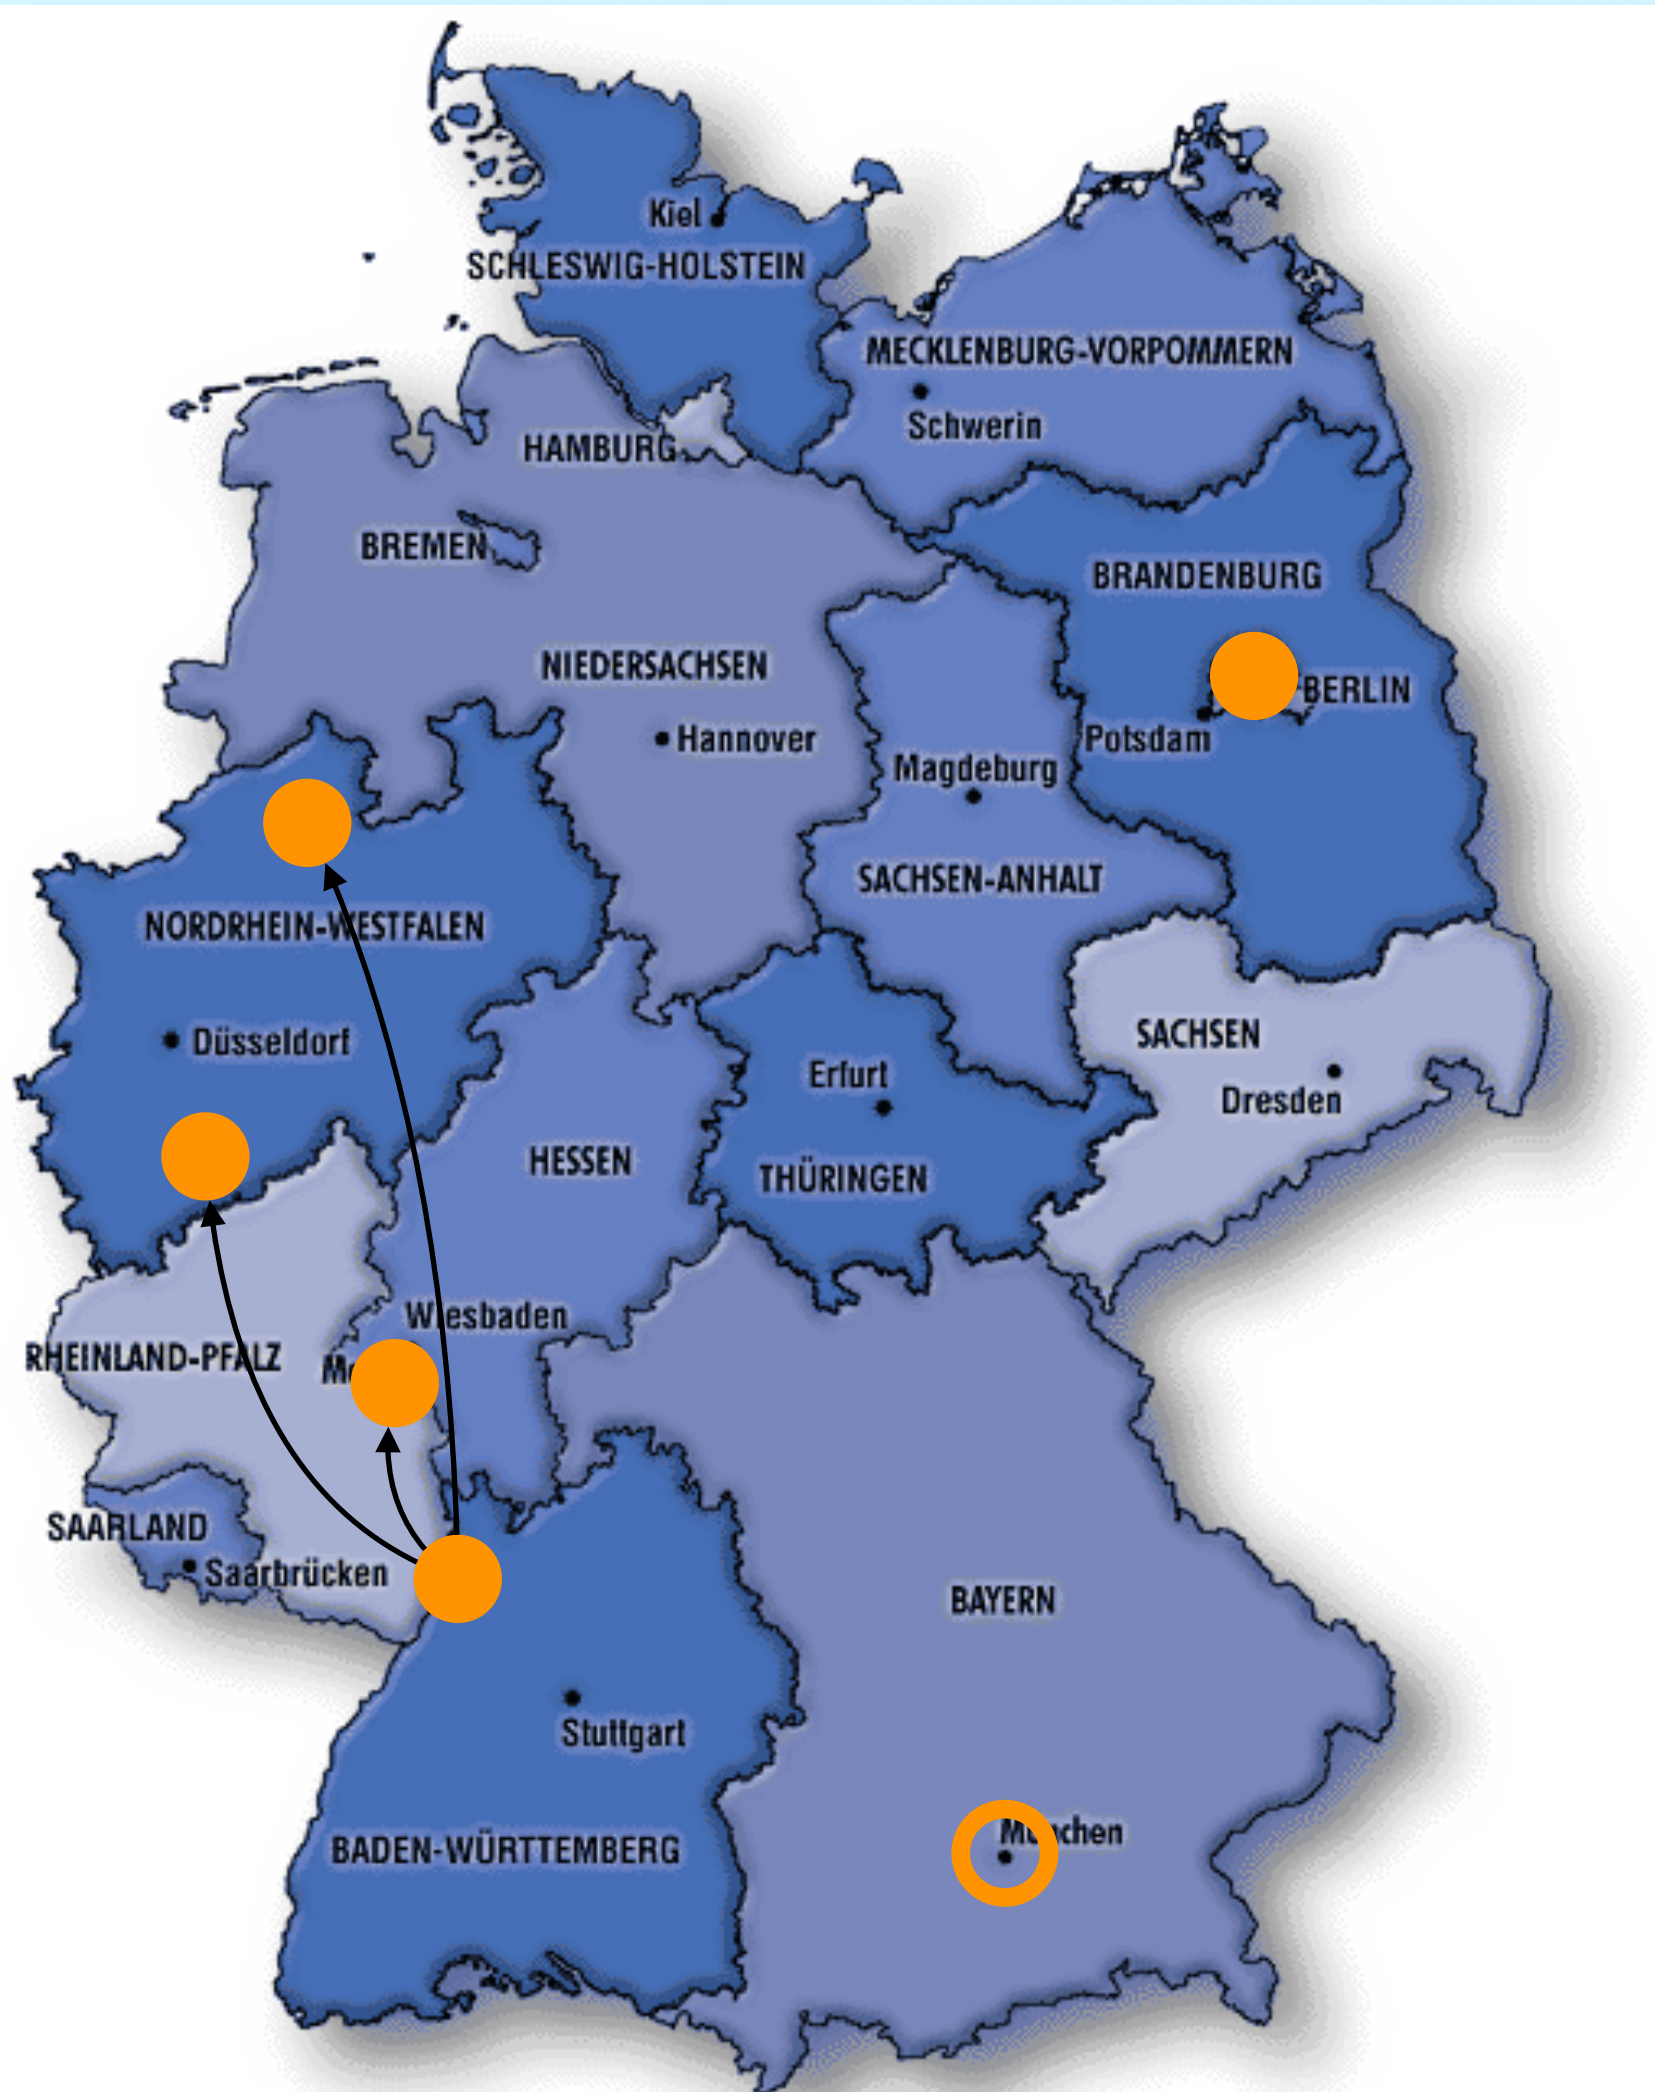 Kiel
SCHLESWIG-HOLSTEIN
MECKLENBURG-VORPOMMERN
Schwerin
HAMBURG
BREMEN
BRANDENBURG
NIEDERSACHSEN
BERLIN
Hannover
Potsdam
Magdeburg
SACHSEN-ANHALT
NORDRHEIN-WESTFALEN
SACHSEN
Düsseldorf
Erfurt
Dresden
HESSEN
THÜRINGEN
Wiesbaden
RHEINLAND-PFALZ
SAARLAND
Saarbrücken
BAYERN
Stuttgart
München
BADEN-WÜRTTEMBERG